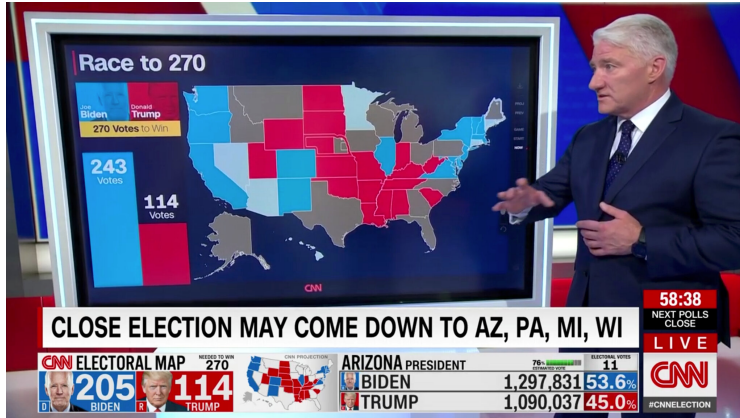 Race to 270
Joe
Biden
Donald
Trump
270 Votes to Win
243
Votes
114
Votes
CNN
CLOSE ELECTION MAY COME DOWN TO AZ, PA, MI, WI
58:38
NEXT POLLS
CLOSE
LIVE
CNN
#CNNELECTION
CNN ELECTORAL MAP
NEEDED TO WIN
270
CNN PROJECTION
D 205
BIDEN
R 114
TRUMP
ARIZONA PRESIDENT
76%
ESTIMATED VOTE
ELECTORAL VOTES
11
BIDEN 1,297,831 53.6%
TRUMP 1,090,037 45.0%